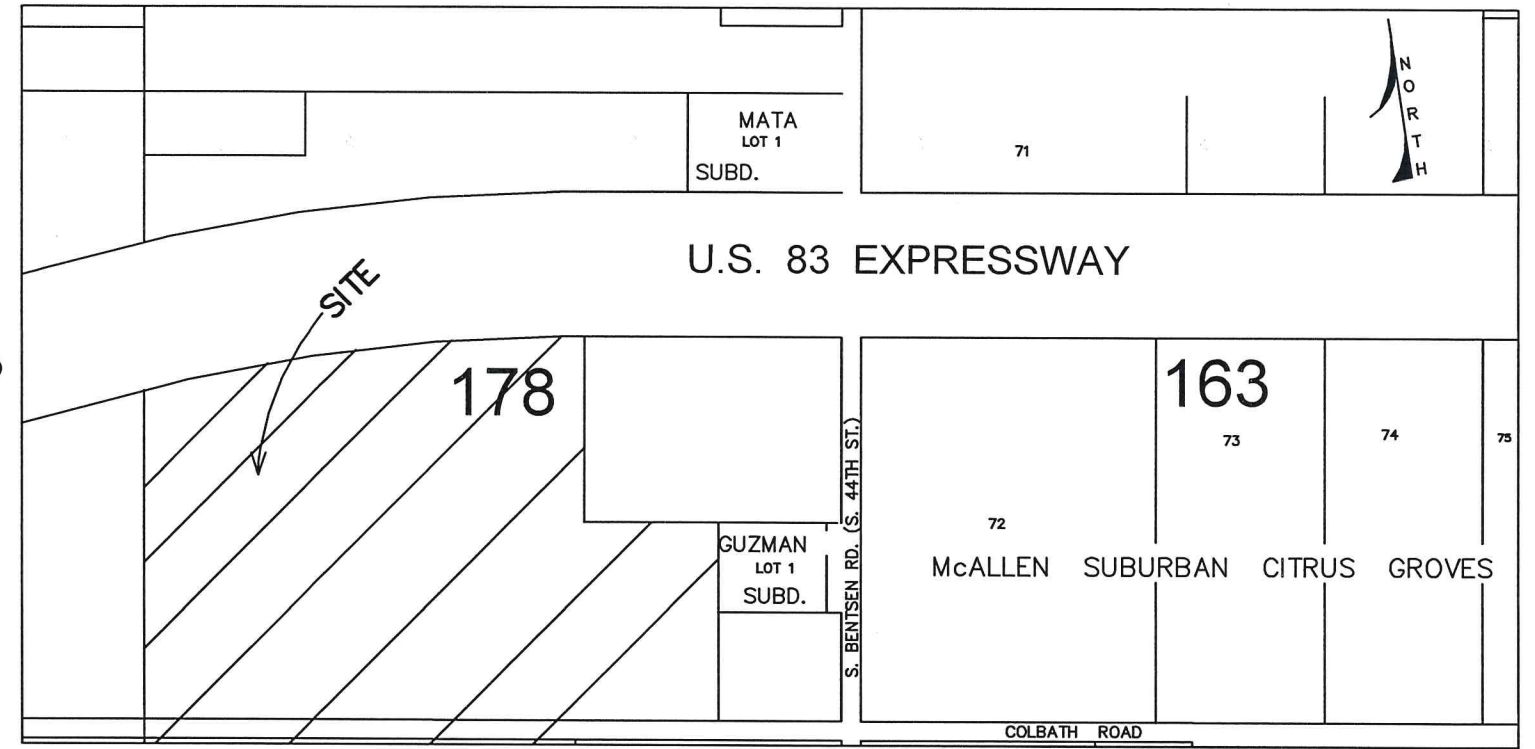 MATA
LOT 1
SUBD.
71
NORTH
U.S. 83 EXPRESSWAY
SITE
178
163
73
74
75
72
S. BENTSEN RD. (S. 44TH ST.)
GUZMAN
LOT 1
SUBD.
McALLEN SUBURBAN CITRUS GROVES
COLBATH ROAD